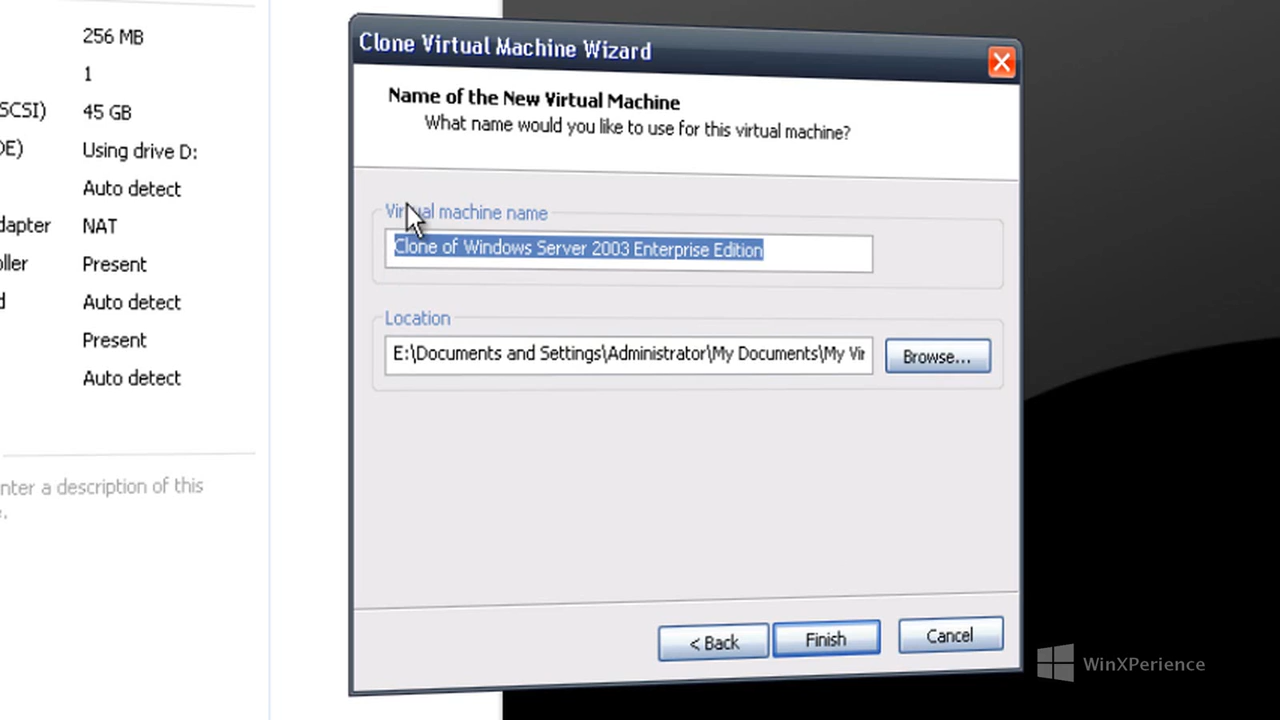 256 MB
1
SCSI)
45 GB
DE)
Using drive D:
Auto detect
dapter
NAT
oller
Present
d
Auto detect
Present
Auto detect
nter a description of this
e.
Clone Virtual Machine Wizard
Name of the New Virtual Machine
What name would you like to use for this virtual machine?
Virtual machine name
Clone of Windows Server 2003 Enterprise Edition
Location
E:\Documents and Settings\Administrator\My Documents\My Vir
Browse...
< Back
Finish
Cancel
WinXPerience